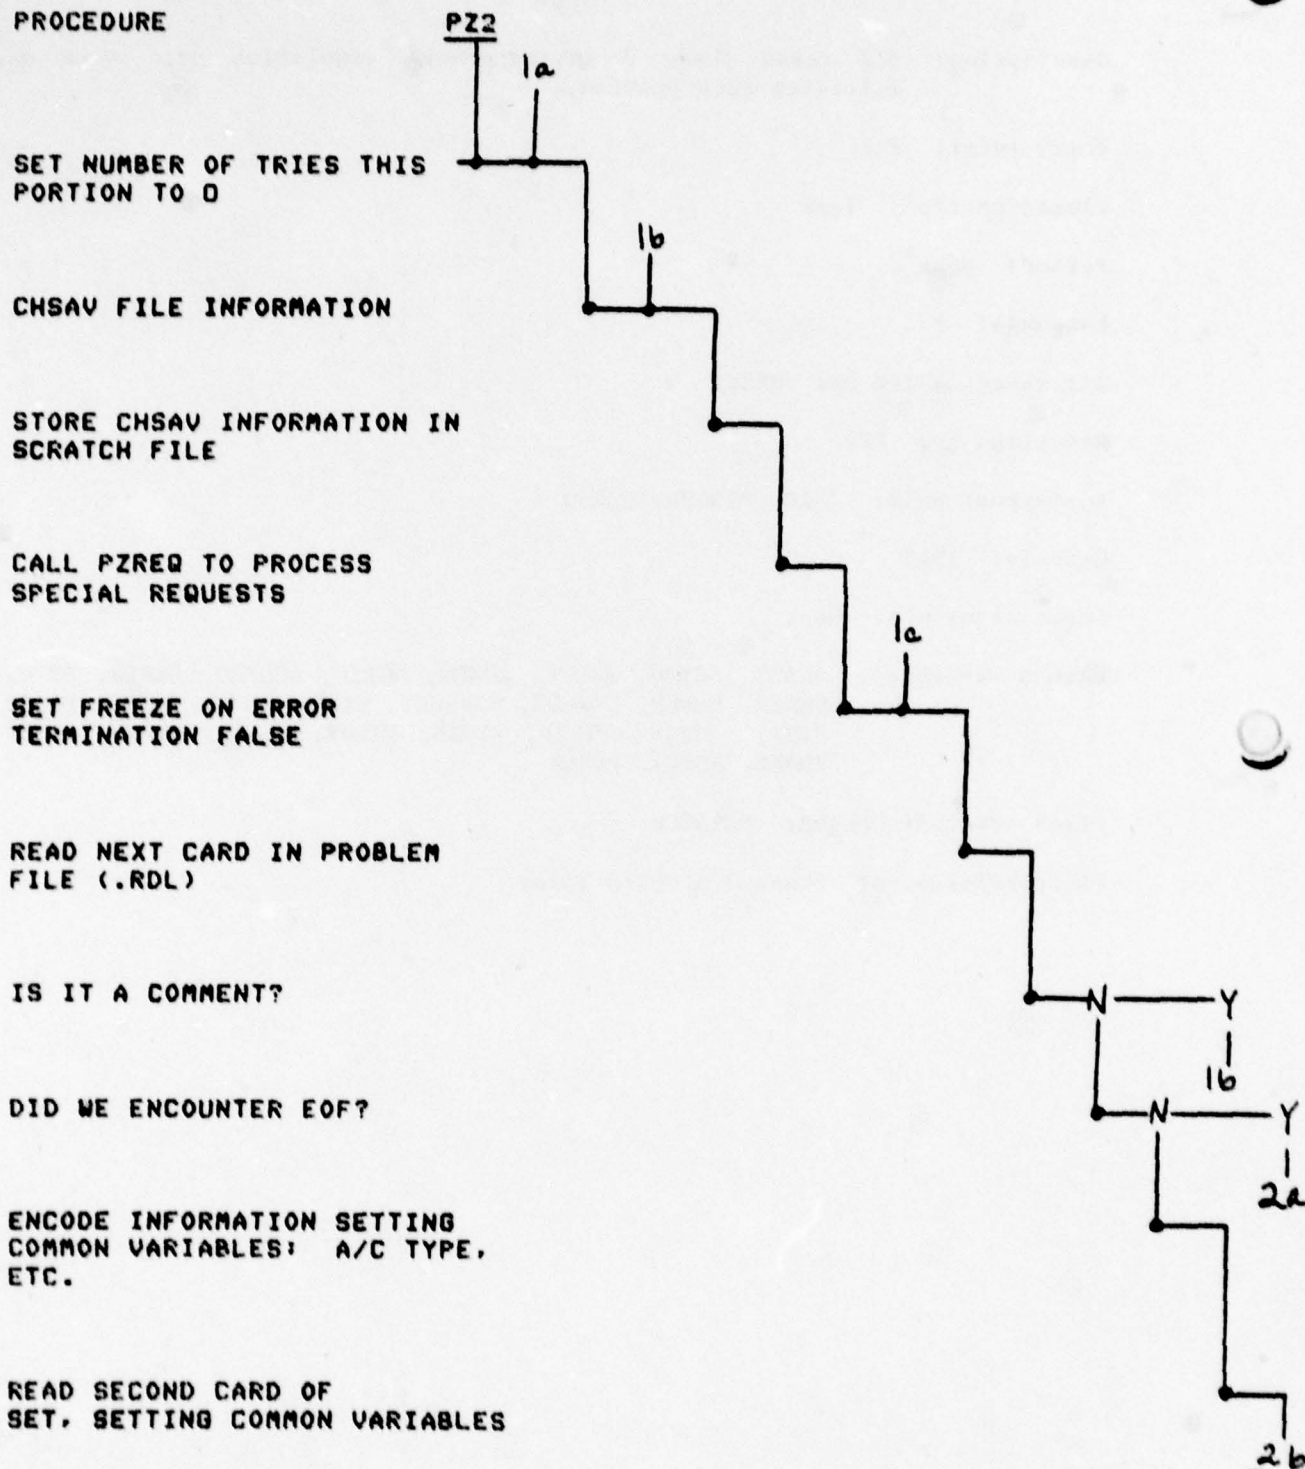 PROCEDURE
PZ2
1a
SET NUMBER OF TRIES THIS
PORTION TO 0
1b
CHSAV FILE INFORMATION
STORE CHSAV INFORMATION IN
SCRATCH FILE
CALL PZREQ TO PROCESS
SPECIAL REQUESTS
1c
SET FREEZE ON ERROR
TERMINATION FALSE
READ NEXT CARD IN PROBLEM
FILE (.RDL)
IS IT A COMMENT?
N Y
1b
DID WE ENCOUNTER EOF?
N Y
2a
ENCODE INFORMATION SETTING
COMMON VARIABLES: A/C TYPE,
ETC.
READ SECOND CARD OF
SET, SETTING COMMON VARIABLES
2b